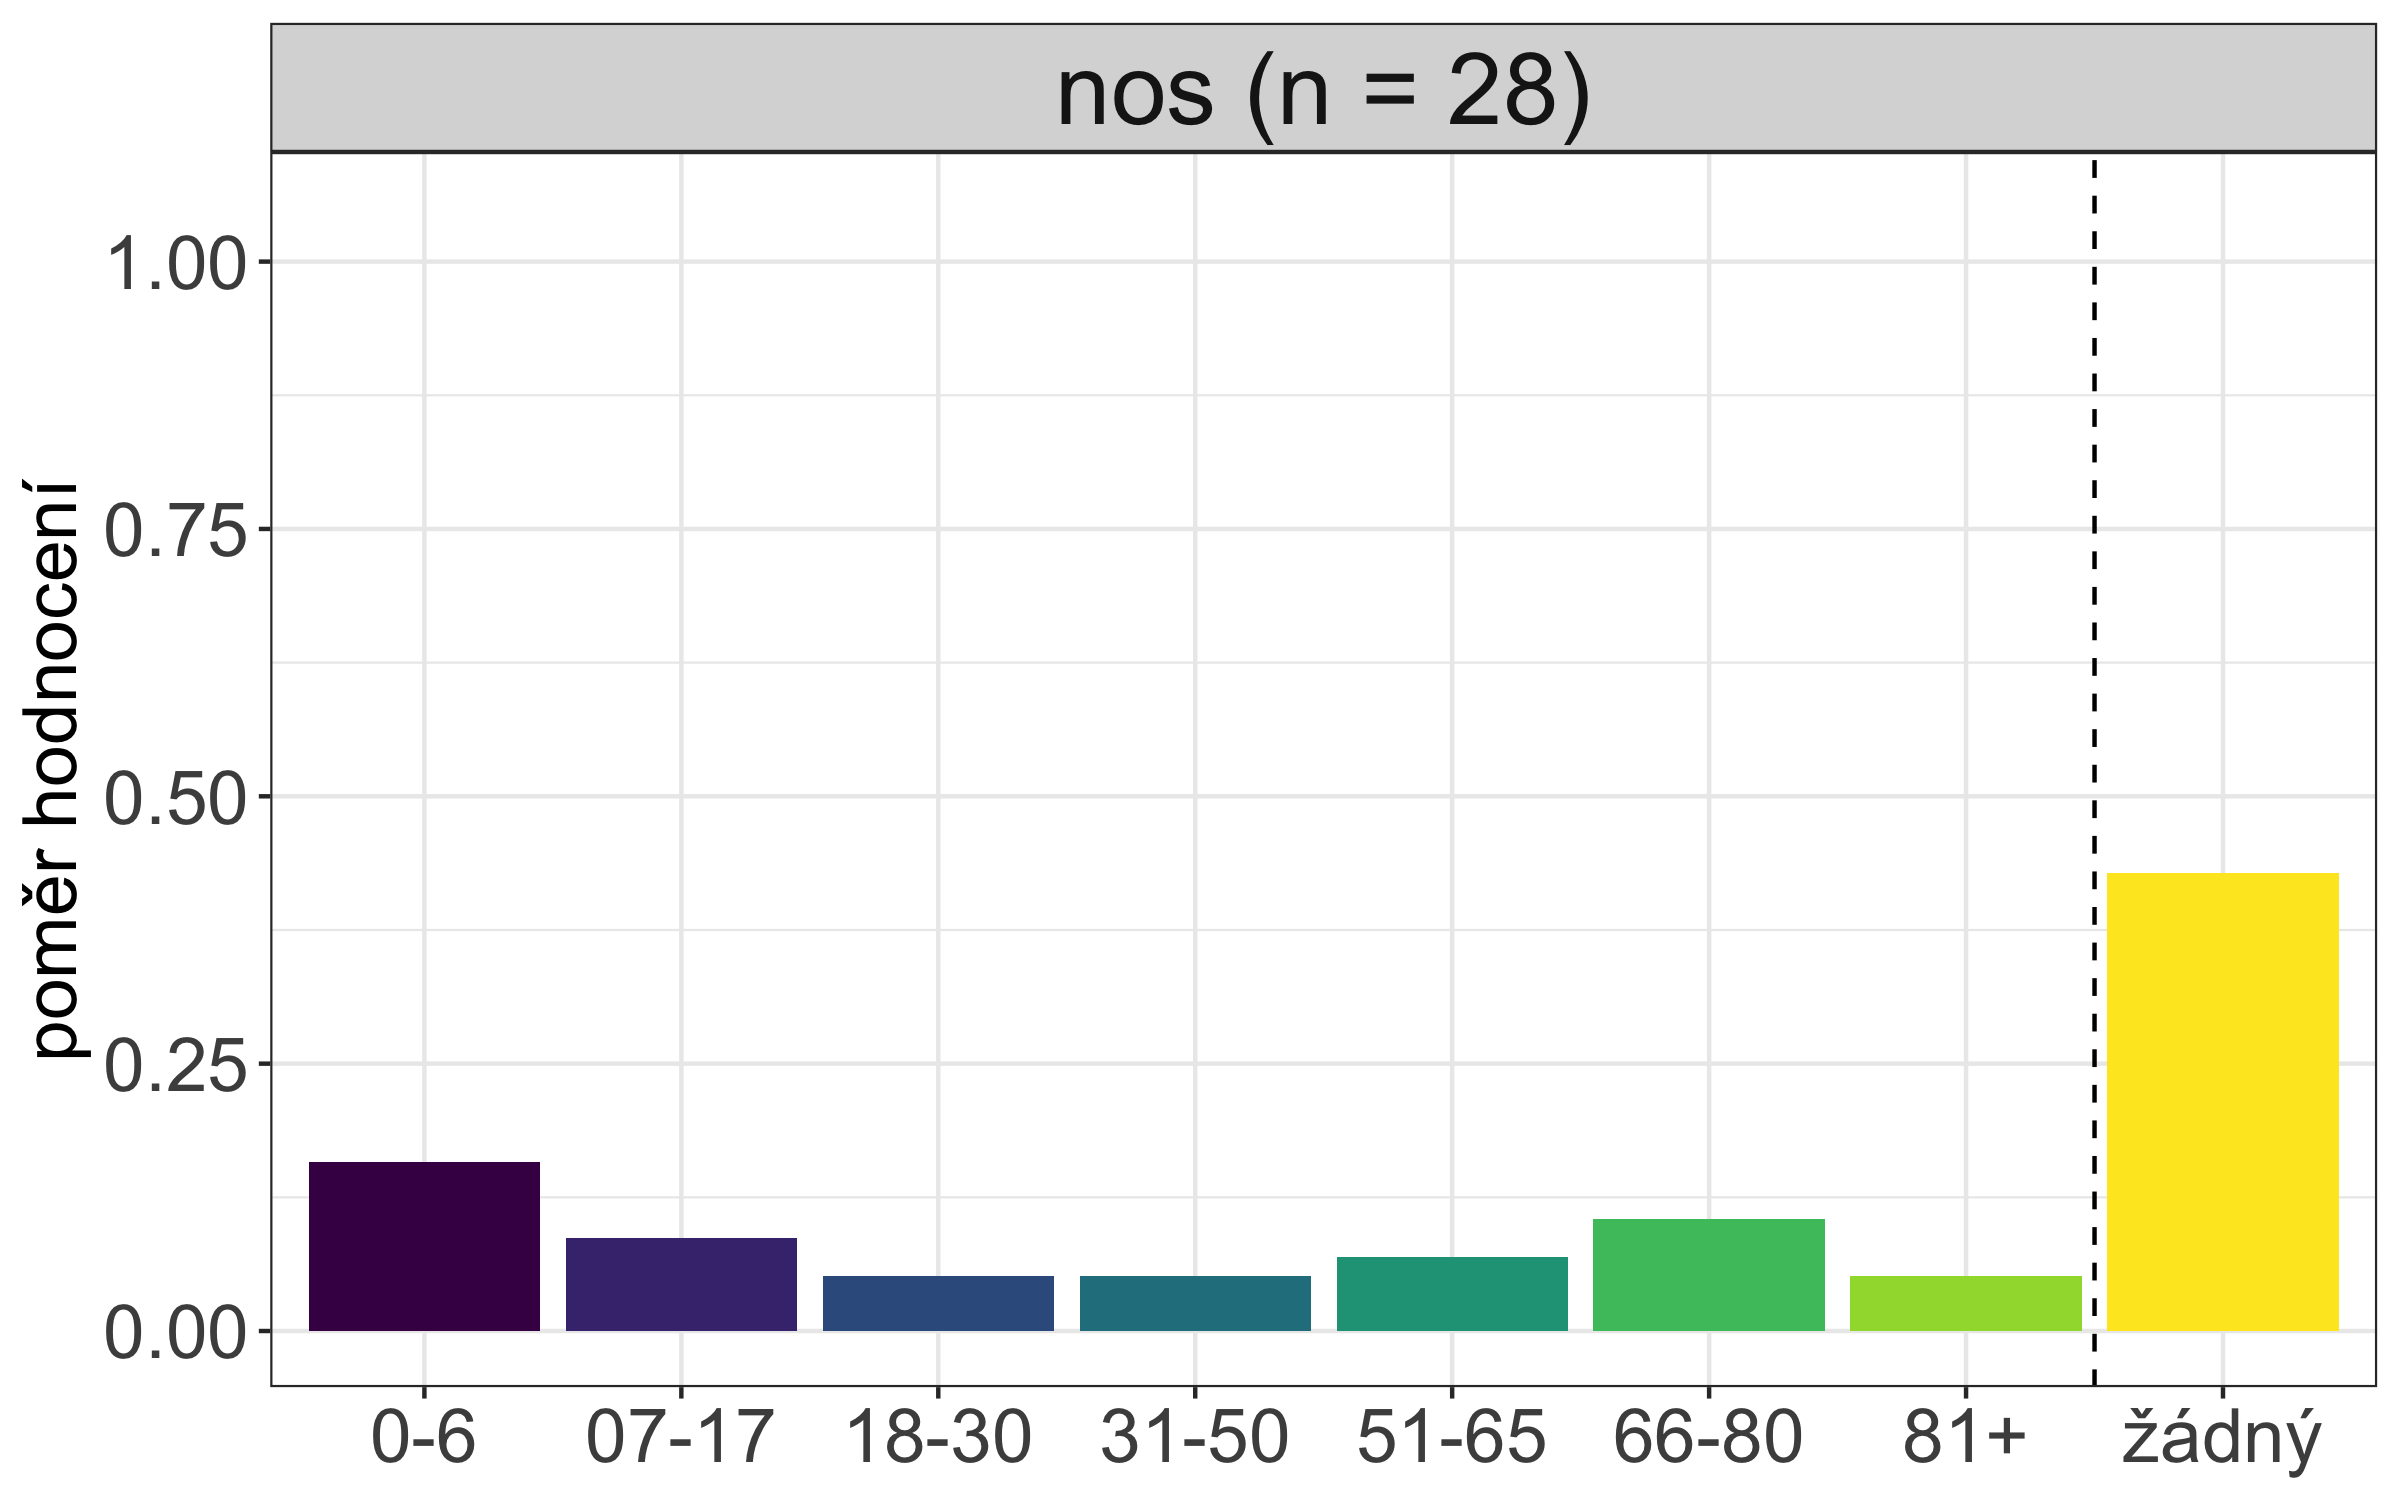 nos (n = 28)
poměr hodnocení
1.00
0.75
0.50
0.25
0.00
0-6 07-17 18-30 31-50 51-65 66-80 81+ žádný